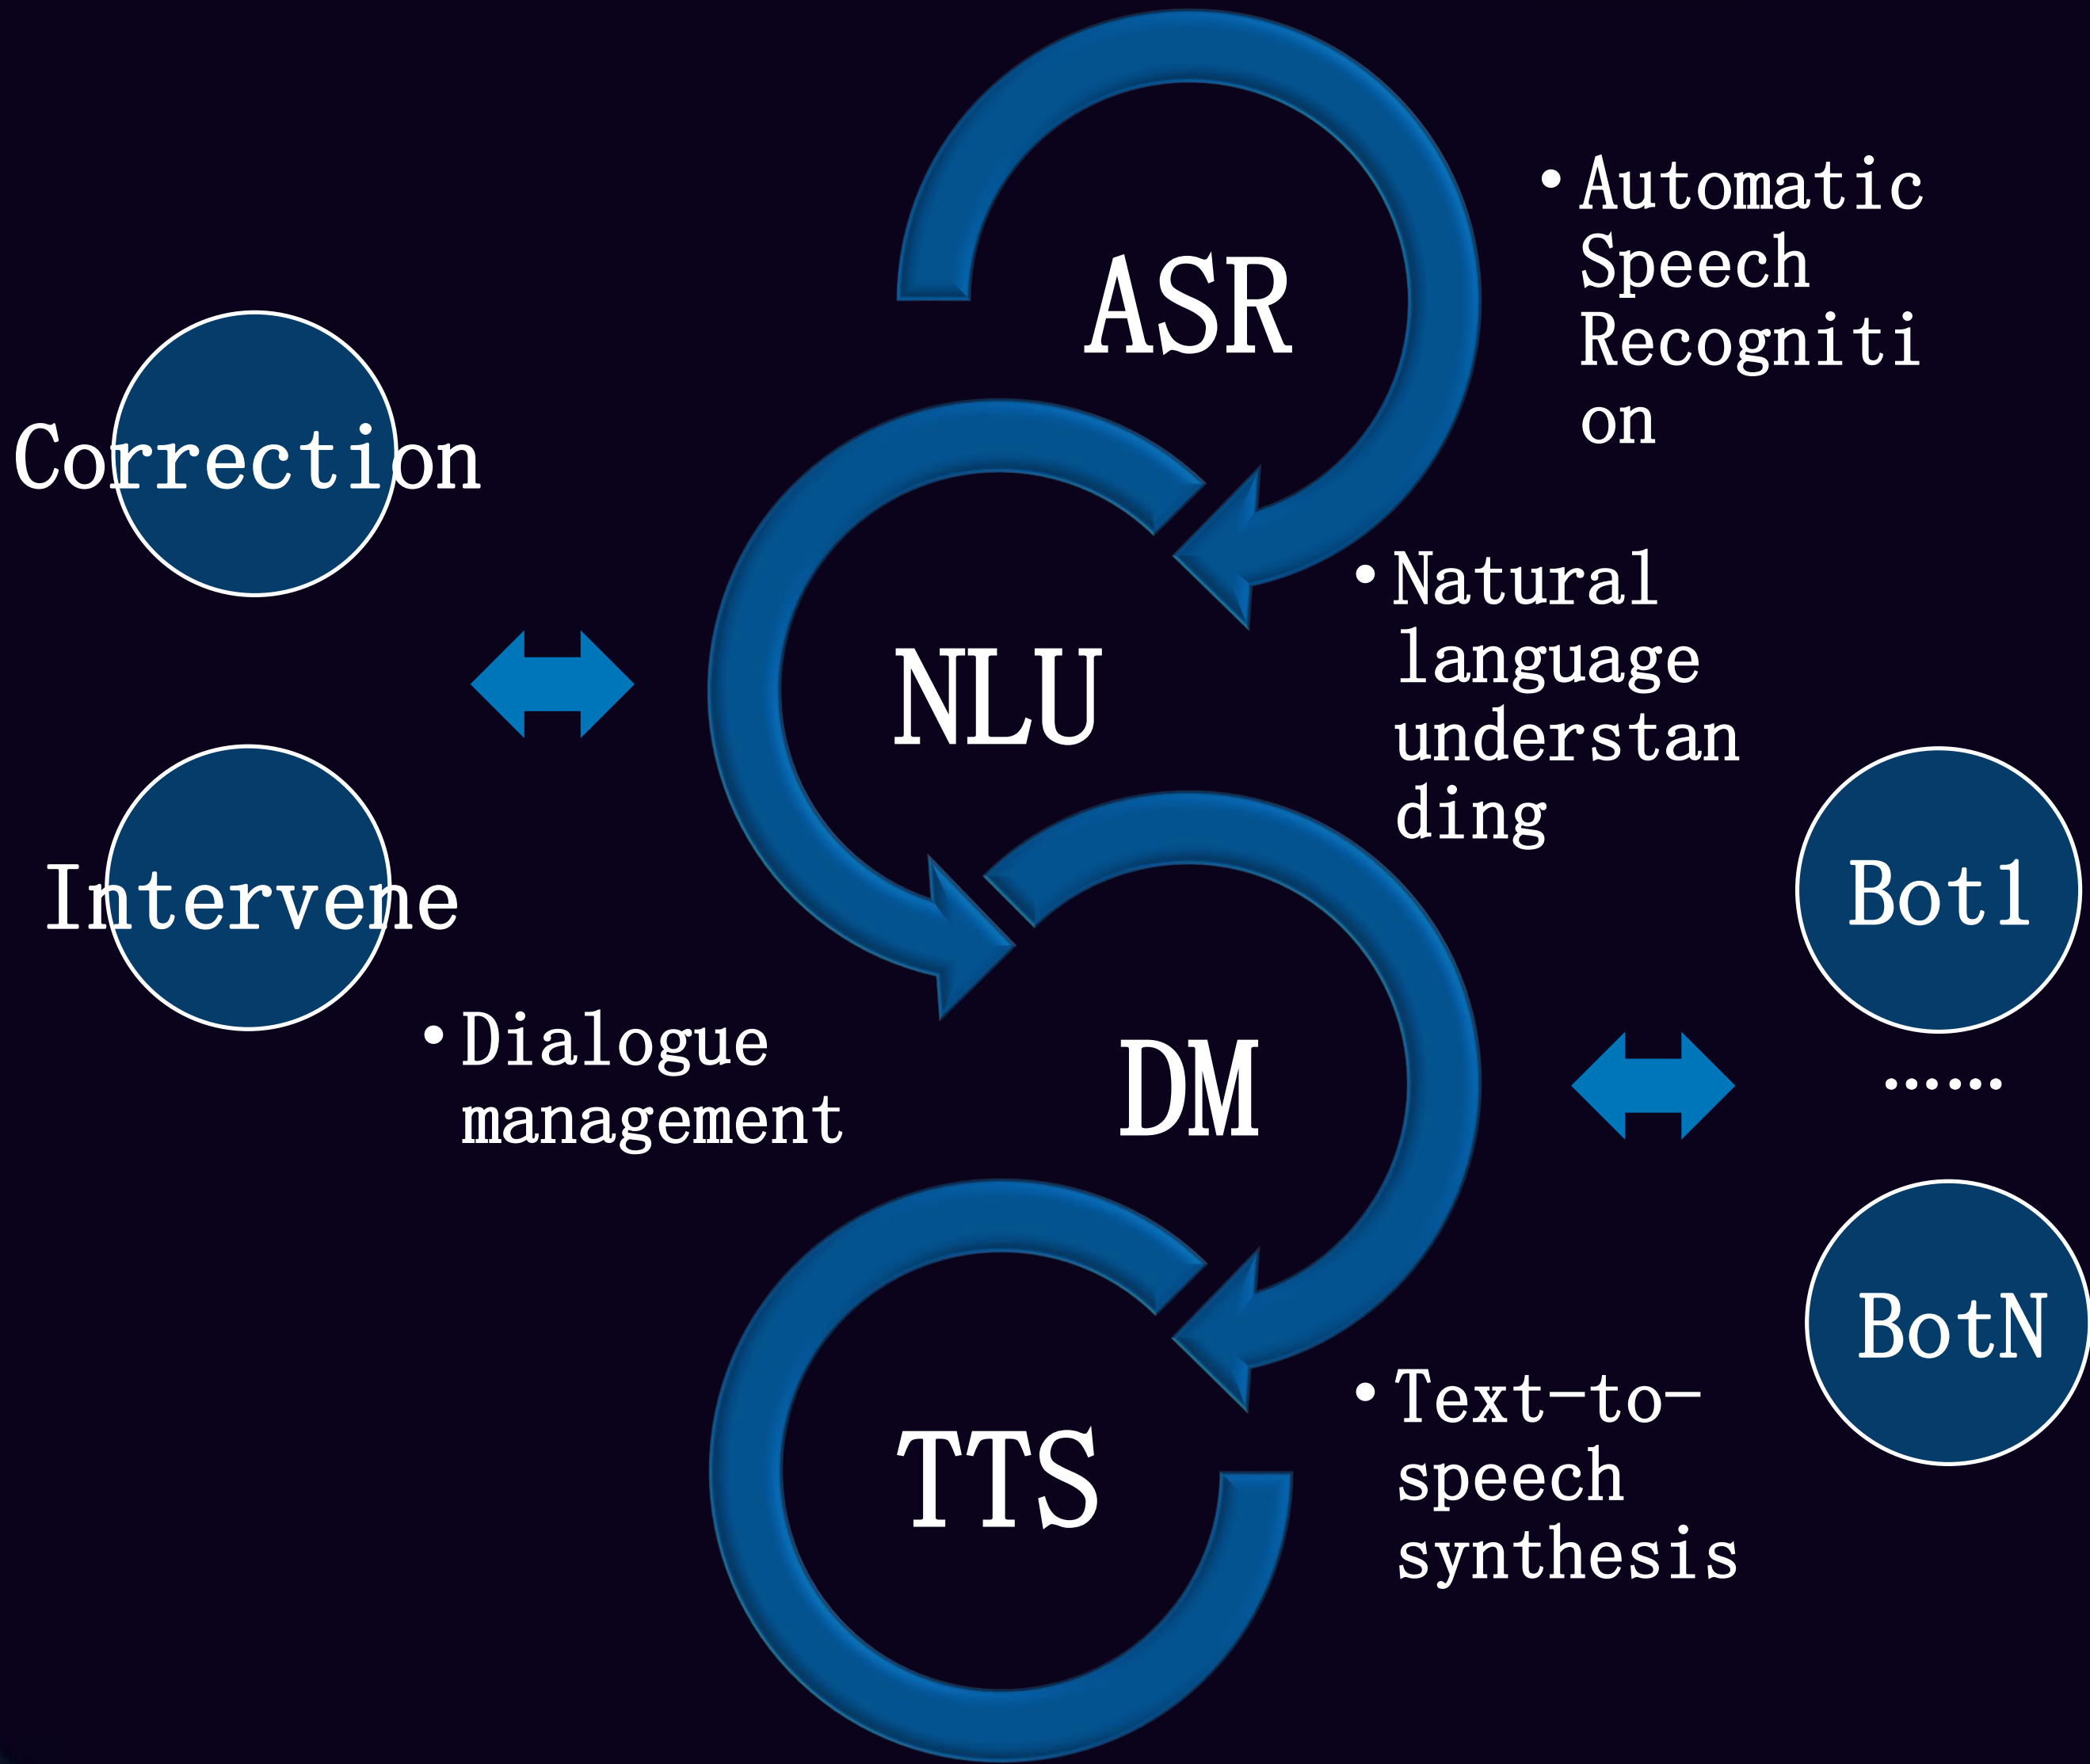 ASR
• Automatic
Speech
Recogniti
on
Correction
NLU
• Natural
language
understan
ding
Intervene
Bot1
• Dialogue
management
DM
······
BotN
TTS
• Text-to-
speech
synthesis